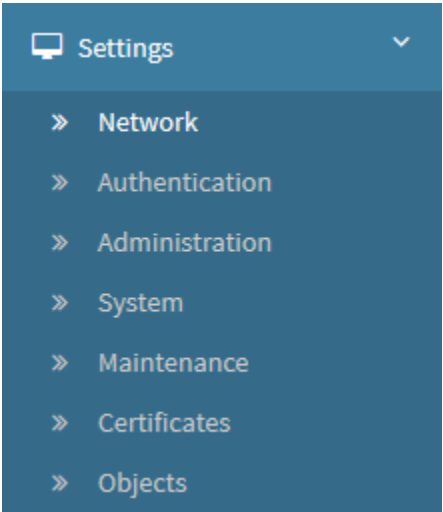 Settings
Network
Authentication
Administration
System
Maintenance
Certificates
Objects